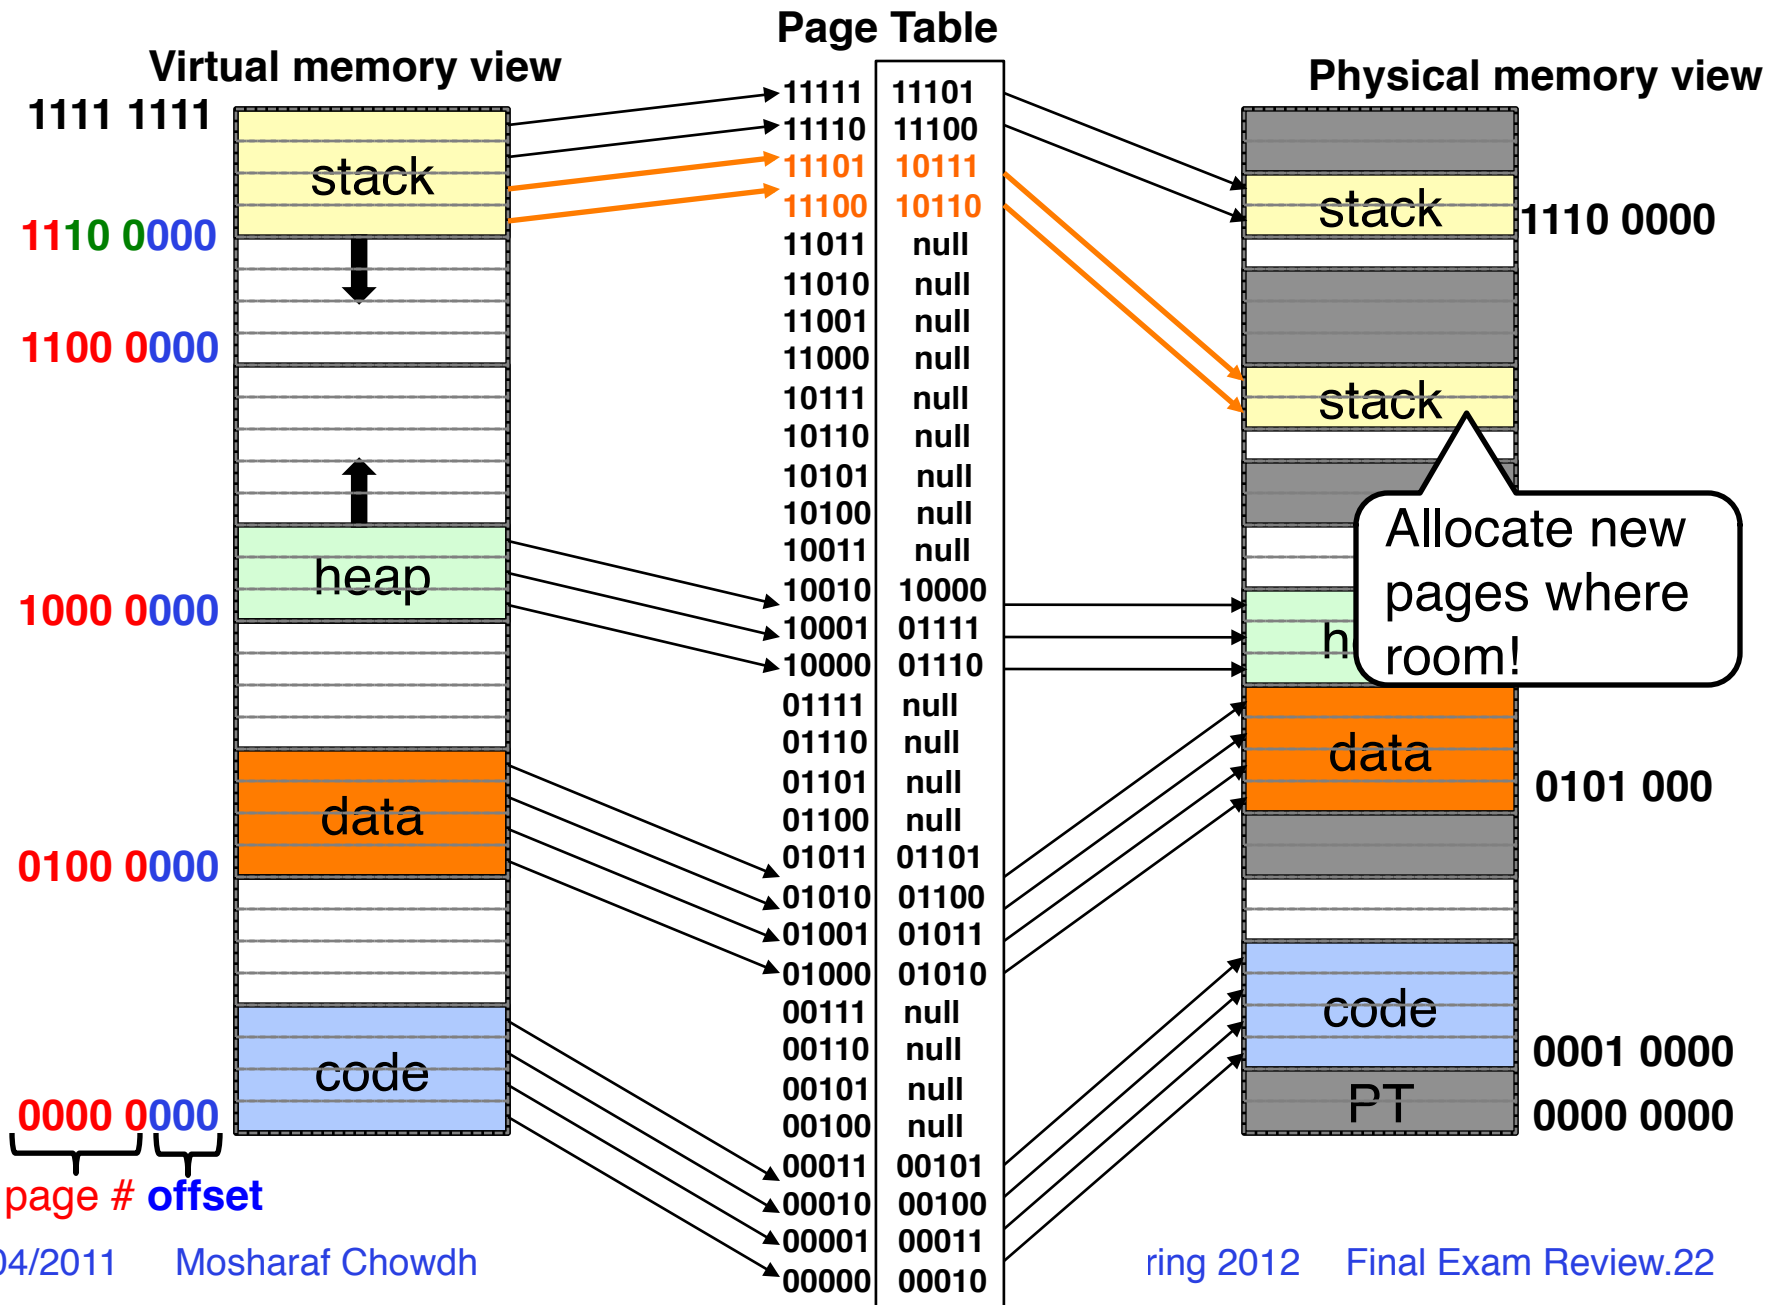 Page Table
Virtual memory view
Physical memory view
1111 1111
1110 0000
1100 0000
1000 0000
0100 0000
0000 0000
page # offset
stack
heap
data
code
11111 11101
11110 11100
11101 10111
11100 10110
11011 null
11010 null
11001 null
11000 null
10111 null
10110 null
10101 null
10100 null
10011 null
10010 10000
10001 01111
10000 01110
01111 null
01110 null
01101 null
01100 null
01011 01101
01010 01100
01001 01011
01000 01010
00111 null
00110 null
00101 null
00100 null
00011 00101
00010 00100
00001 00011
00000 00010
stack
1110 0000
stack
Allocate new
pages where
room!
h
data
0101 000
code
0001 0000
PT
0000 0000
04/2011 Mosharaf Chowdh
ring 2012 Final Exam Review.22